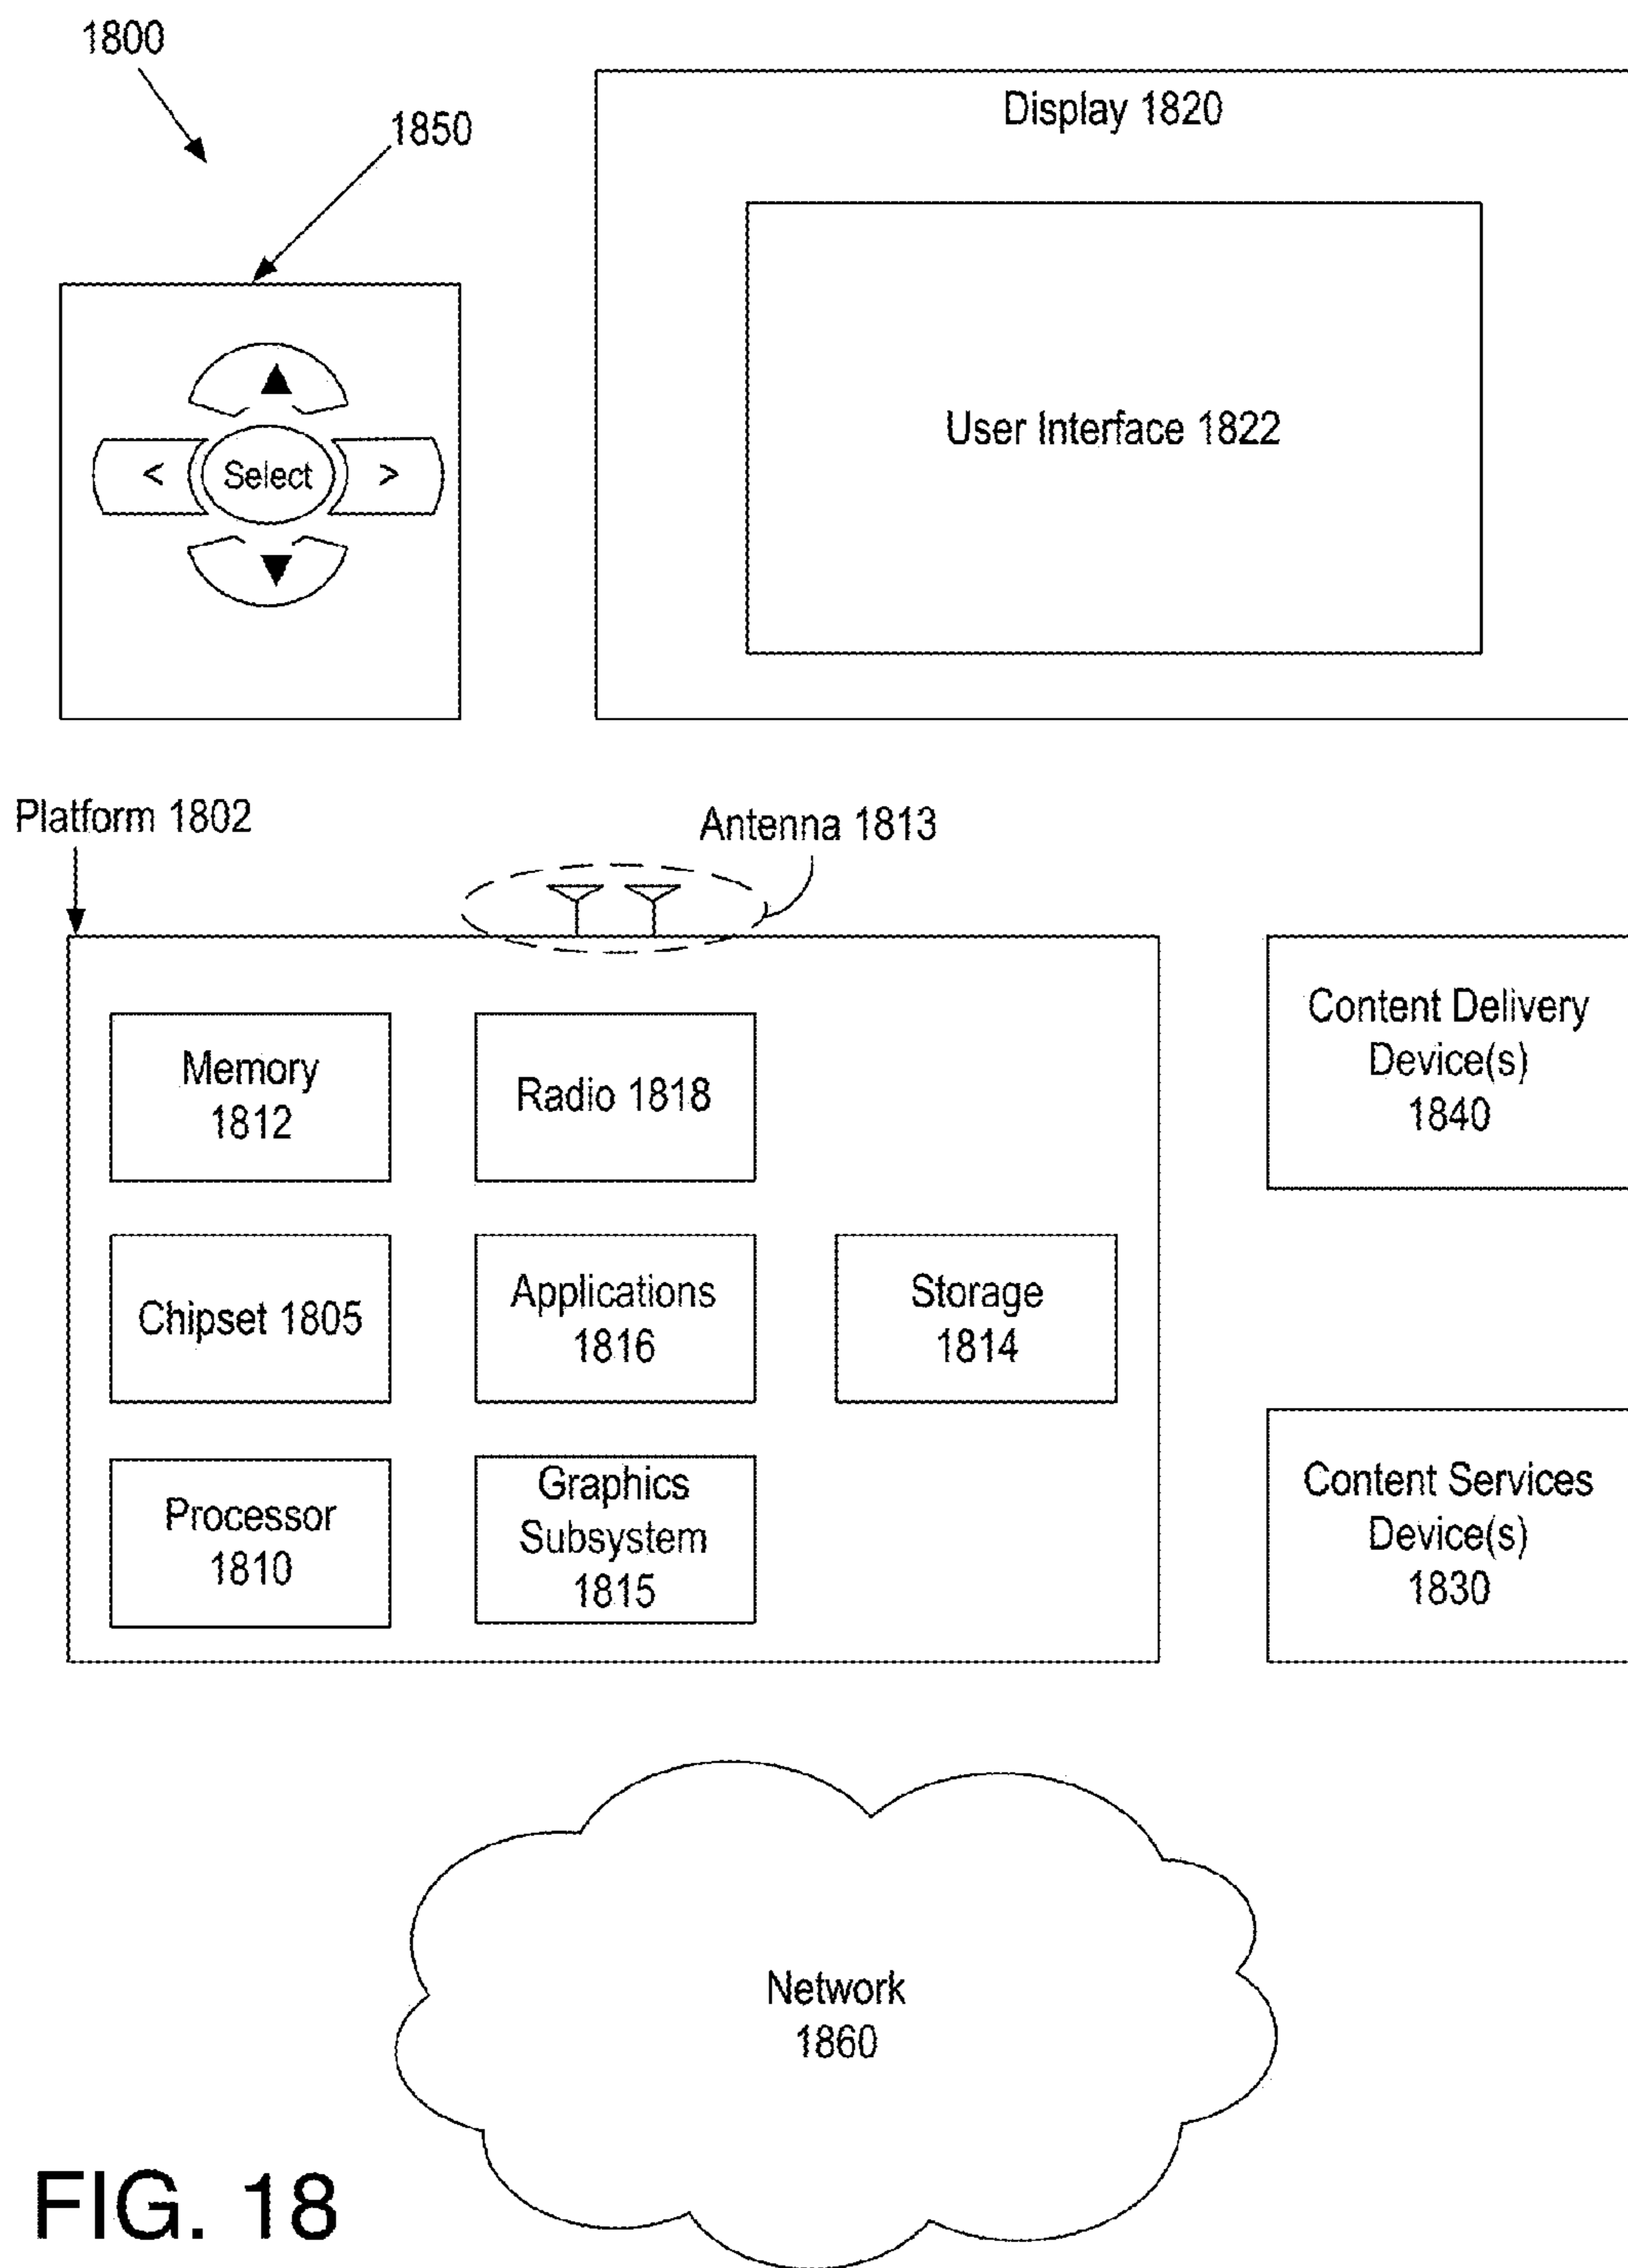 1800
1850
Display 1820
User Interface 1822
<
Select
>
Platform 1802
Antenna 1813
Memory
1812
Radio 1818
Content Delivery
Device(s)
1840
Chipset 1805
Applications
1816
Storage
1814
Processor
1810
Graphics
Subsystem
1815
Content Services
Device(s)
1830
Network
1860
FIG. 18